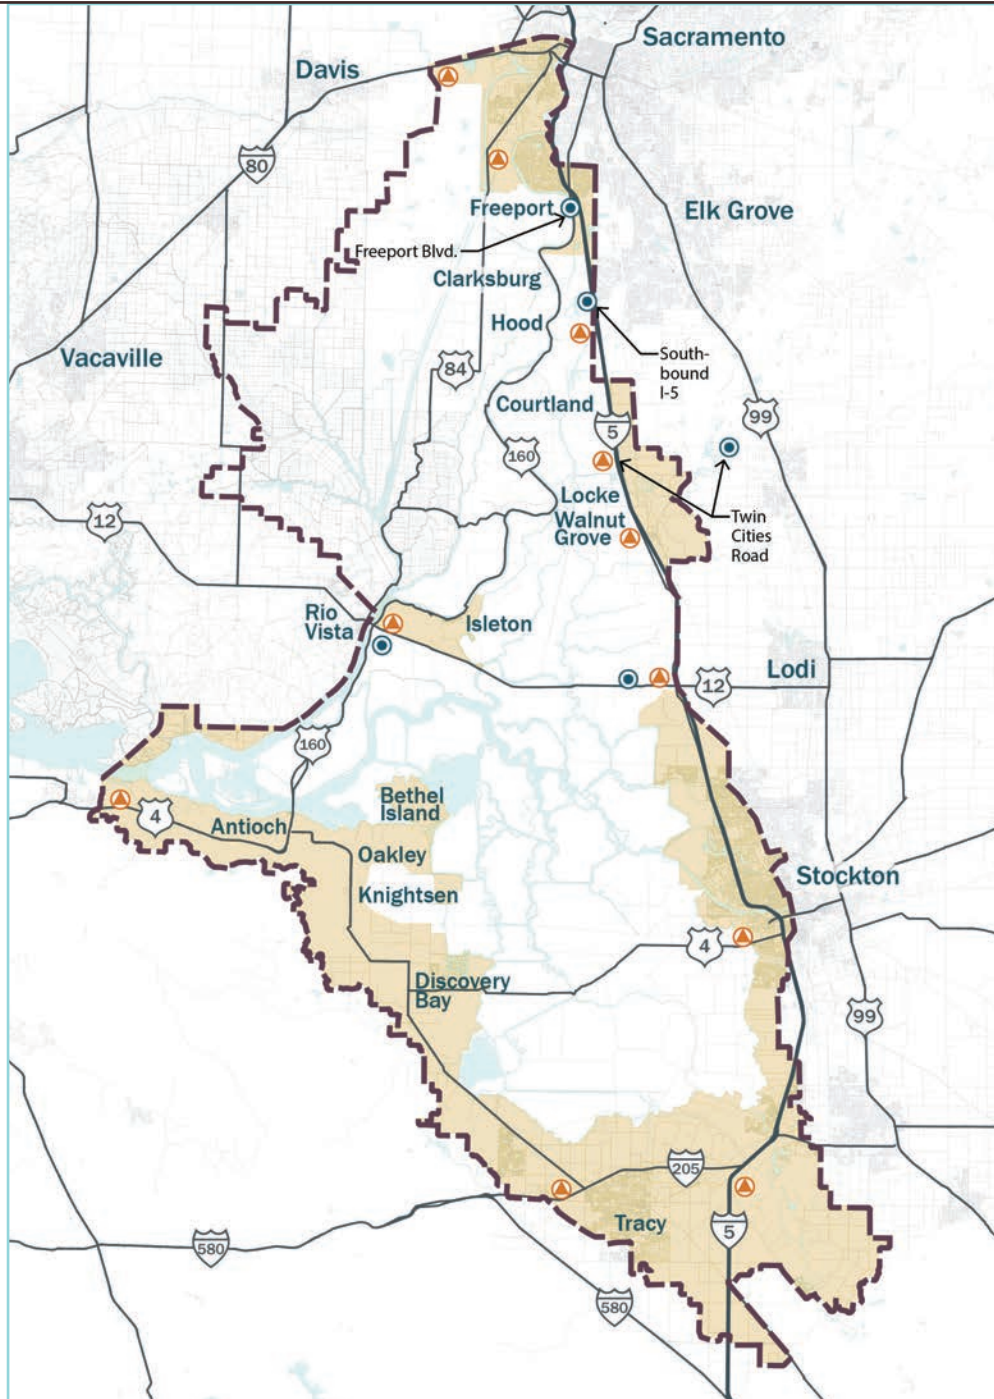 Sacramento
Davis
80
Freeport
Elk Grove
Freeport Blvd.
Clarksburg
Hood
Vacaville
84
South-
bound
I-5
Courtland
99
5
160
Locke
Walnut
Grove
12
Twin
Cities
Road
Rio
Vista
Isleton
Lodi
12
160
Bethel
Island
4
Antioch
Oakley
Stockton
Knightsen
4
Discovery
Bay
99
205
Tracy
5
580
580